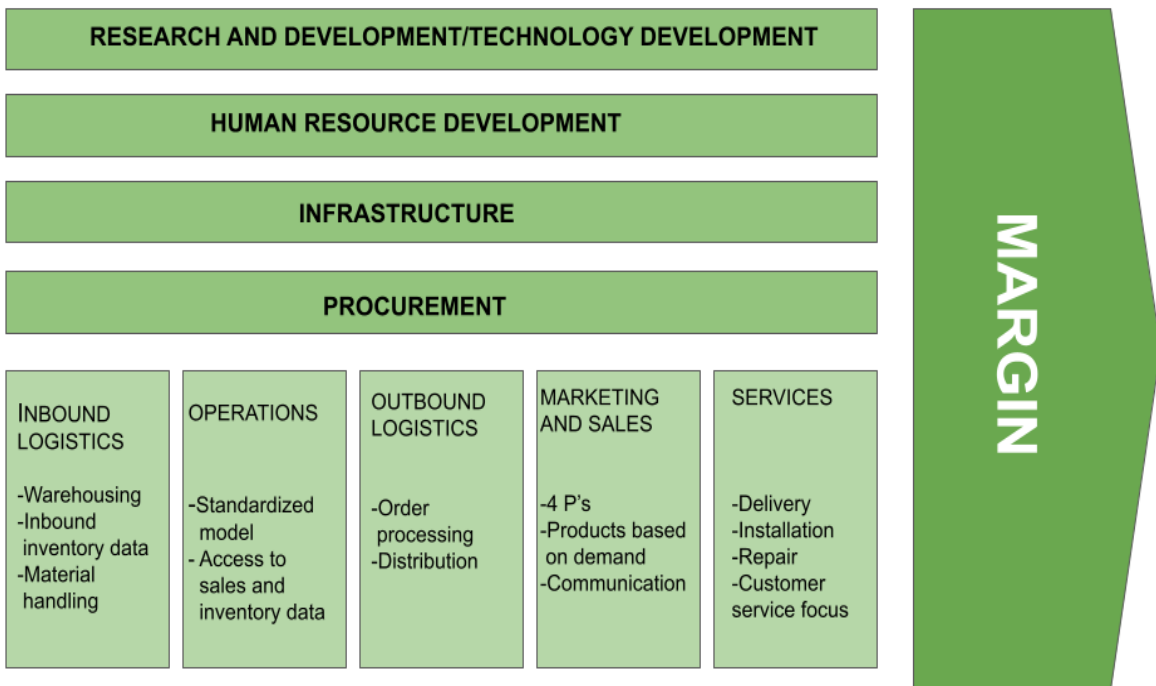 RESEARCH AND DEVELOPMENT/TECHNOLOGY DEVELOPMENT
HUMAN RESOURCE DEVELOPMENT
INFRASTRUCTURE
PROCUREMENT
INBOUND
LOGISTICS
-Warehousing
-Inbound
inventory data
-Material
handling
OPERATIONS
-Standardized
model
- Access to
sales and
inventory data
OUTBOUND
LOGISTICS
-Order
processing
-Distribution
MARKETING
AND SALES
-4 P's
-Products based
on demand
-Communication
SERVICES
-Delivery
-Installation
-Repair
-Customer
service focus
MARGIN